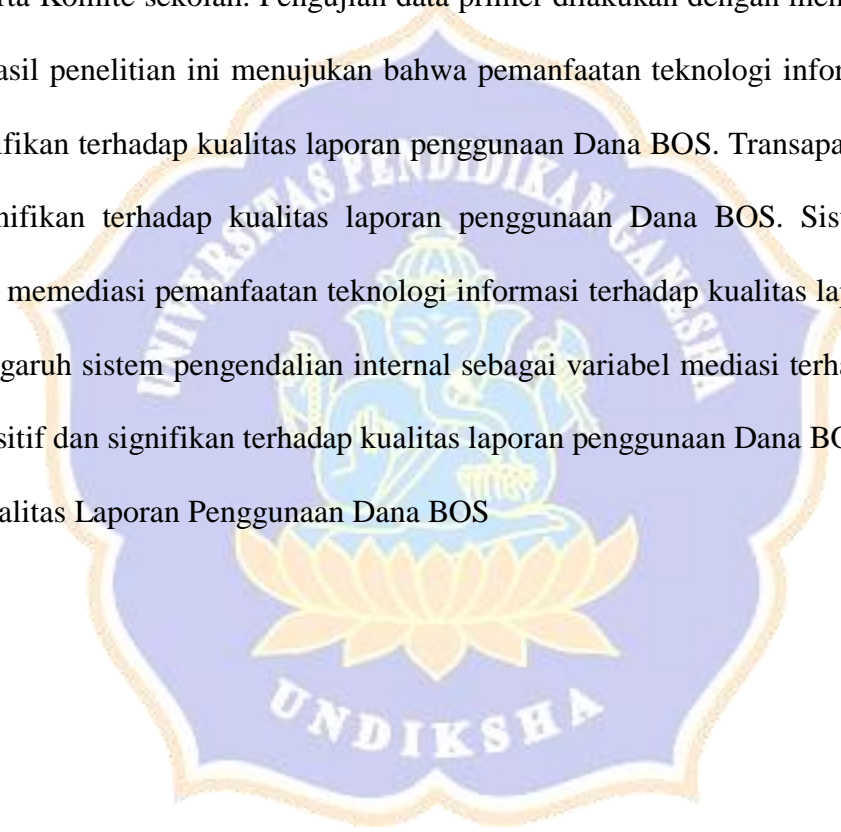 rta Komite sekolah. Pengujian data primer dilakukan dengan men
asil penelitian ini menujukan bahwa pemanfaatan teknologi infor
ifikan terhadap kualitas laporan penggunaan Dana BOS. Transapa
nifikan terhadap kualitas laporan penggunaan Dana BOS. Sist
memediasi pemanfaatan teknologi informasi terhadap kualitas lap
garuh sistem pengendalian internal sebagai variabel mediasi terha
sitif dan signifikan terhadap kualitas laporan penggunaan Dana BO
alitas Laporan Penggunaan Dana BOS
UNIVERSITAS PENDIDIKAN GANESHA
UNDIKSHA